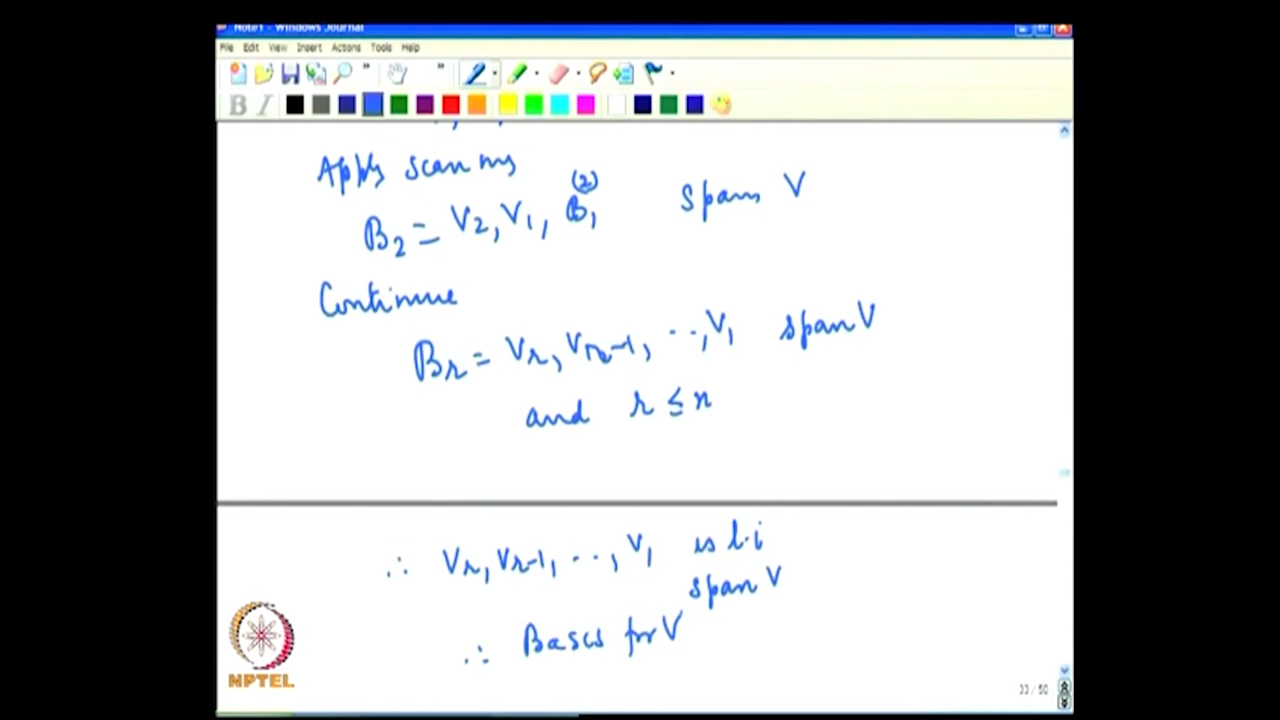 Note1 - Windows Journal
File Edit View Insert Actions Tools Help
B I
Apply scanning
B₂ = V₂, V₁, B₁⁽²⁾ spans V
Continue
Br = Vr, Vr-1, ..., V₁ span V
and r ≤ n
∴ Vr, Vr-1, ..., V₁ is l.i
span V
∴ Basis for V
NPTEL
33 / 50